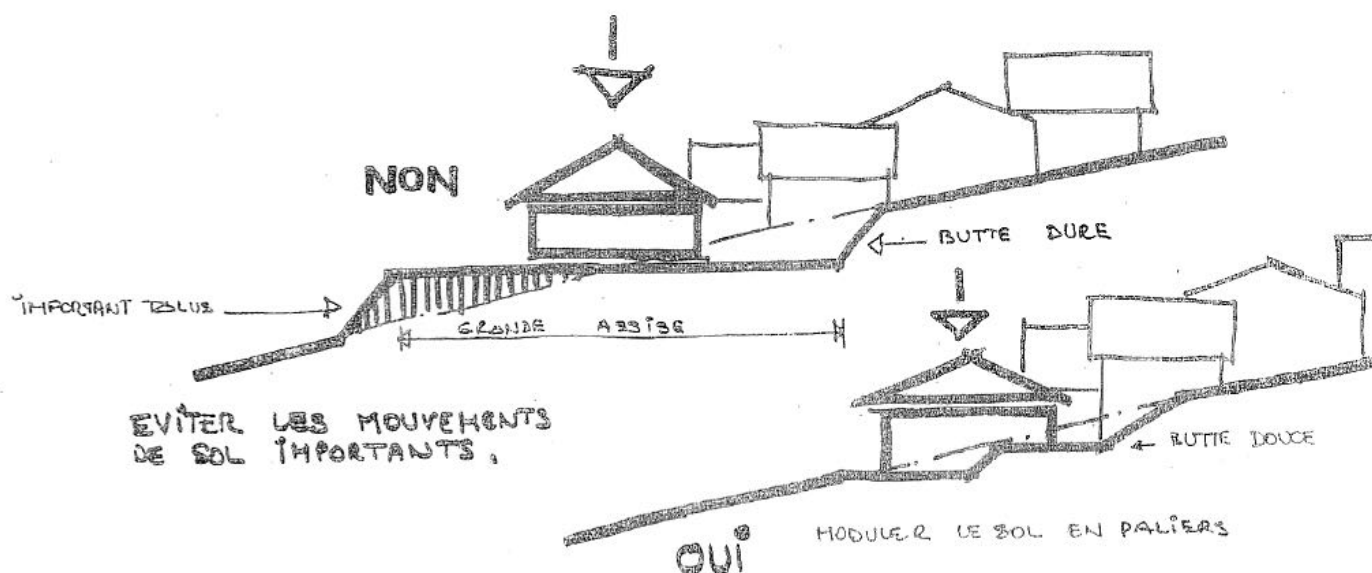 NON
BUTTE DURE
IMPORTANT TALUS
GRANDE ASSISE
EVITER LES MOUVEMENTS
DE SOL IMPORTANTS.
BUTTE DOUCE
MODULER LE SOL EN PALIERS
OUI